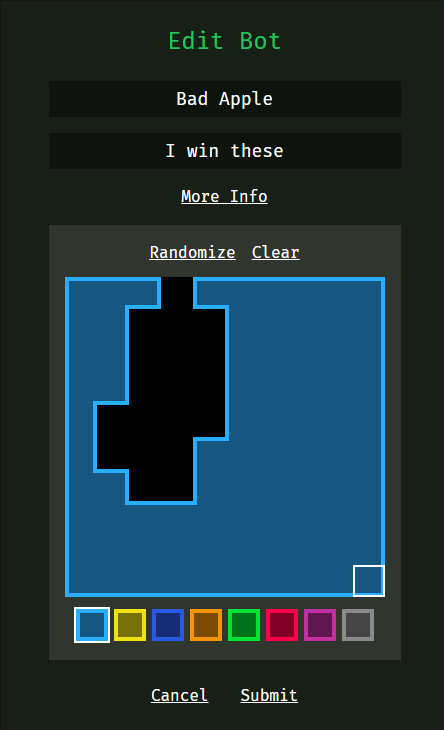 Edit Bot
Bad Apple
I win these
More Info
Randomize Clear
Cancel Submit